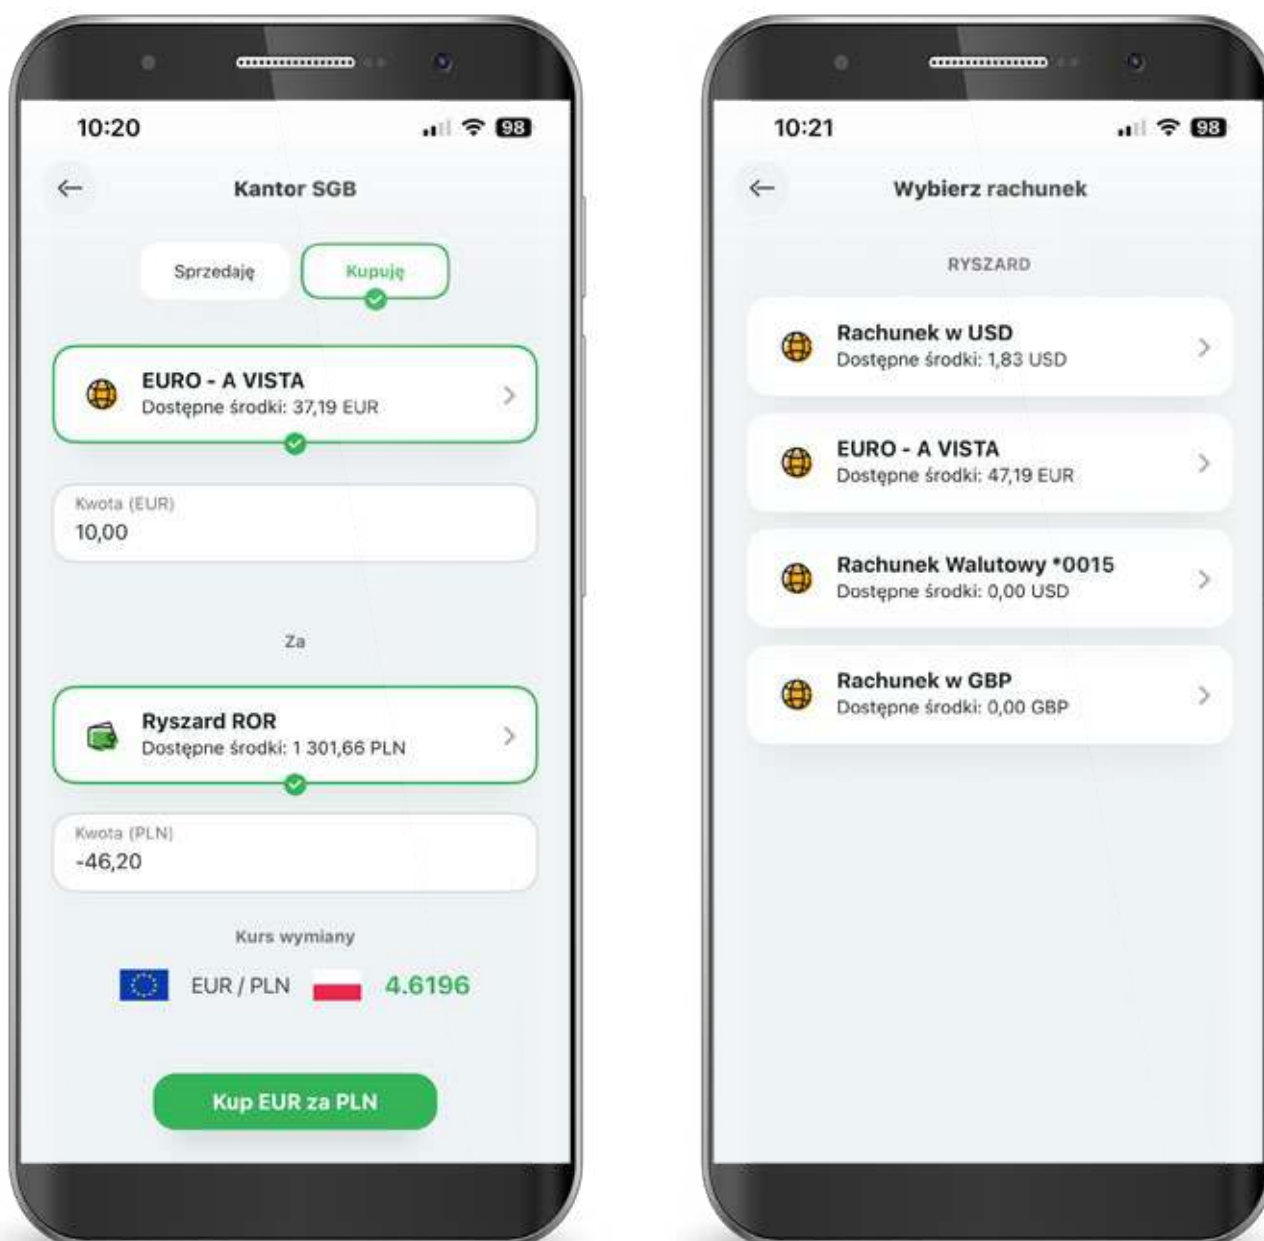 10:20
98
Kantor SGB
Sprzedaję
Kupuję
EURO - A VISTA
Dostępne środki: 37,19 EUR
Kwota (EUR)
10,00
Za
Ryszard ROR
Dostępne środki: 1 301,66 PLN
Kwota (PLN)
-46,20
Kurs wymiany
EUR / PLN 4.6196
Kup EUR za PLN
10:21
98
Wybierz rachunek
RYSZARD
Rachunek w USD
Dostępne środki: 1,83 USD
EURO - A VISTA
Dostępne środki: 47,19 EUR
Rachunek Walutowy *0015
Dostępne środki: 0,00 USD
Rachunek w GBP
Dostępne środki: 0,00 GBP